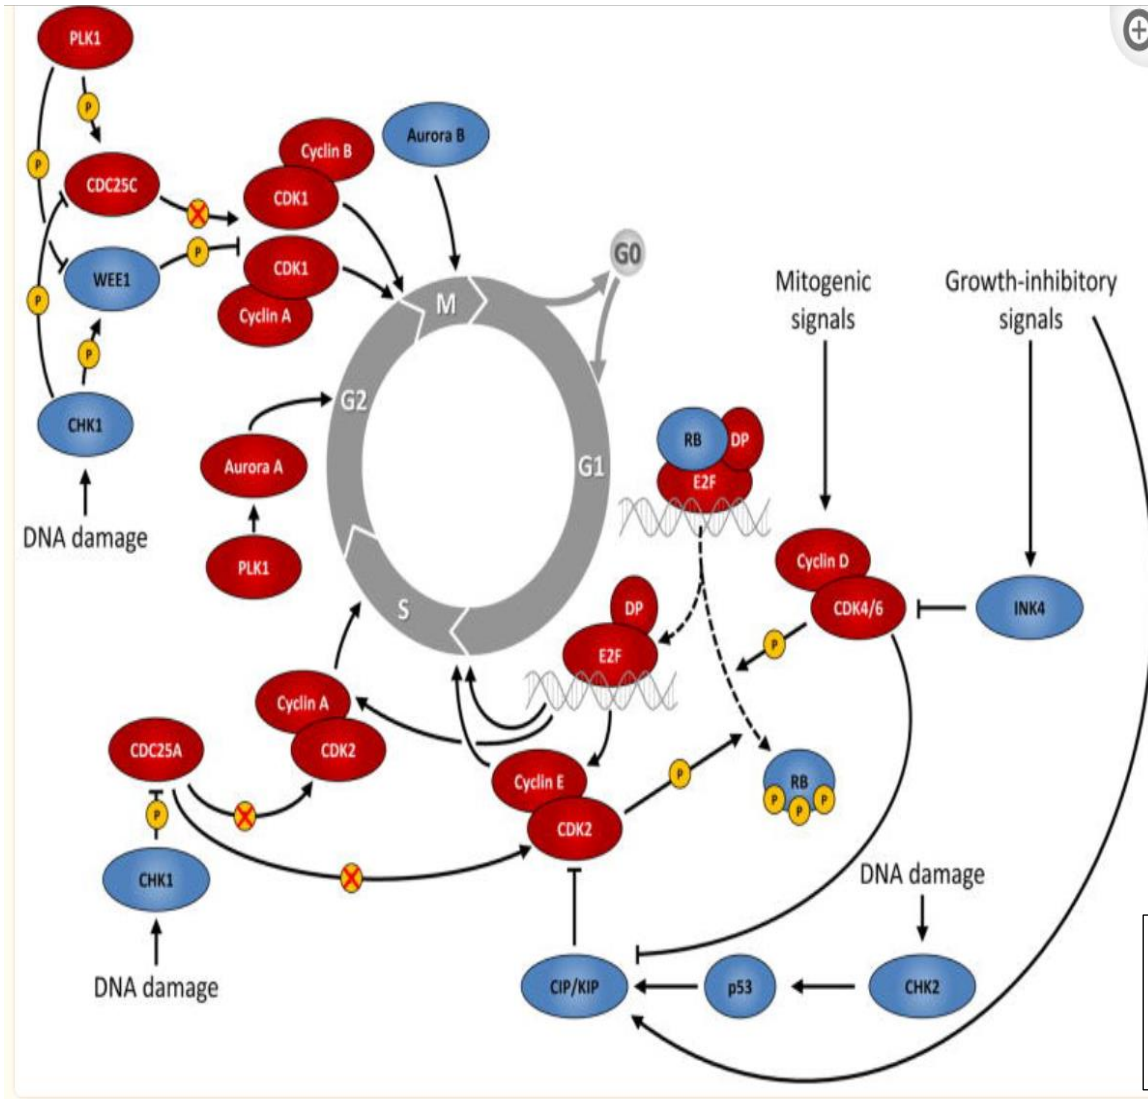 PLK1
P
P
CDC25C
P
WEE1
P
P
CHK1
DNA damage
Cyclin B
CDK1
CDK1
Cyclin A
Aurora B
M
G0
G2
G1
S
Aurora A
PLK1
Mitogenic
signals
Growth-inhibitory
signals
RB
DP
E2F
Cyclin D
CDK4/6
INK4
P
DP
E2F
Cyclin A
CDK2
CDC25A
P
CHK1
DNA damage
Cyclin E
CDK2
P
RB
P
P
P
DNA damage
CIP/KIP
p53
CHK2